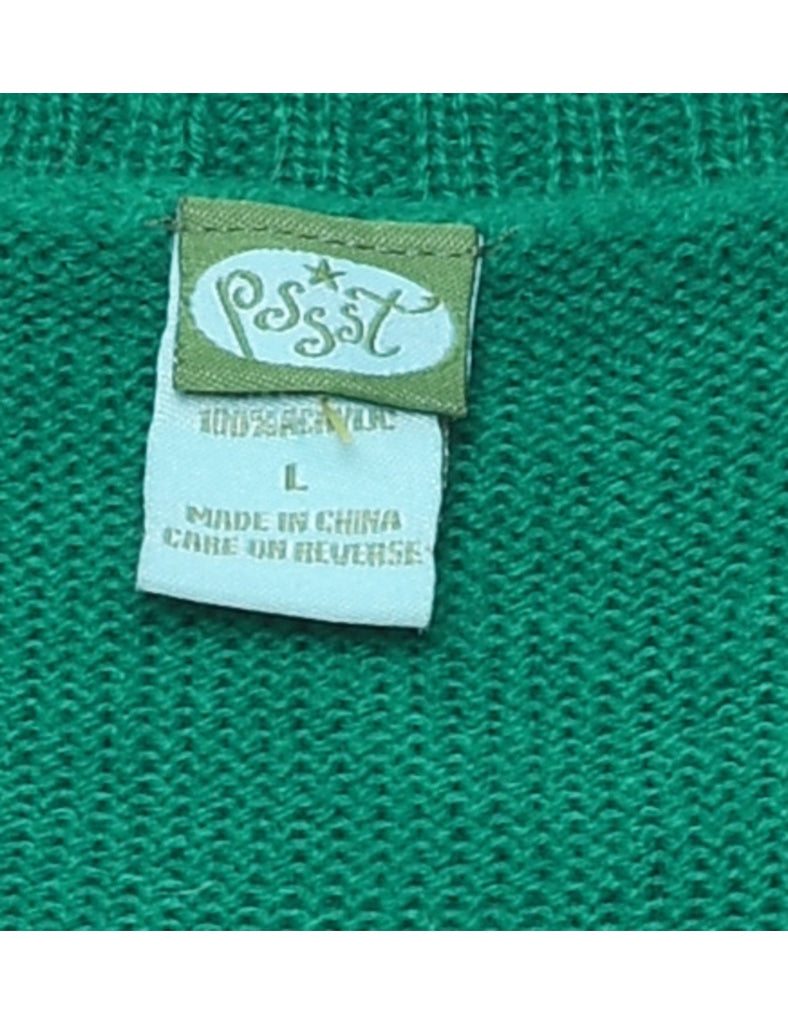 pssst
100% ACRYLIC
L
MADE IN CHINA
CARE ON REVERSE